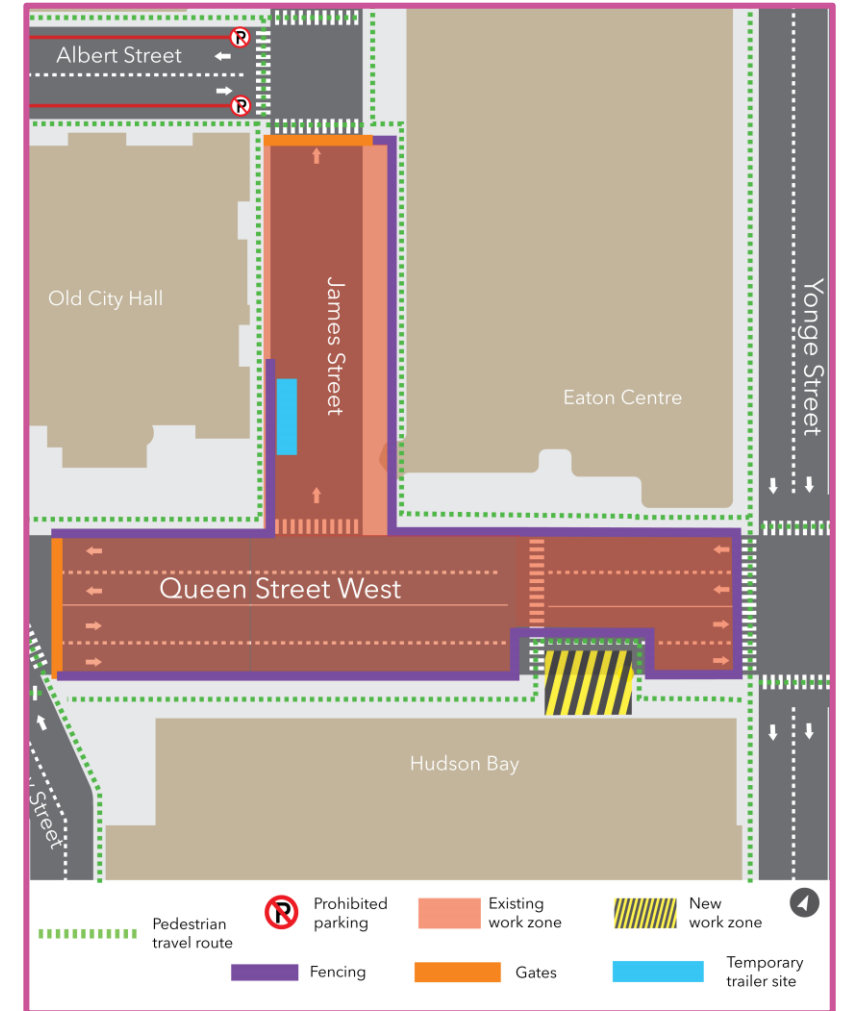 Albert Street
Old City Hall
James Street
Yonge Street
Eaton Centre
Queen Street West
Hudson Bay
Street
Pedestrian
travel route
Prohibited
parking
Existing
work zone
New
work zone
Fencing
Gates
Temporary
trailer site